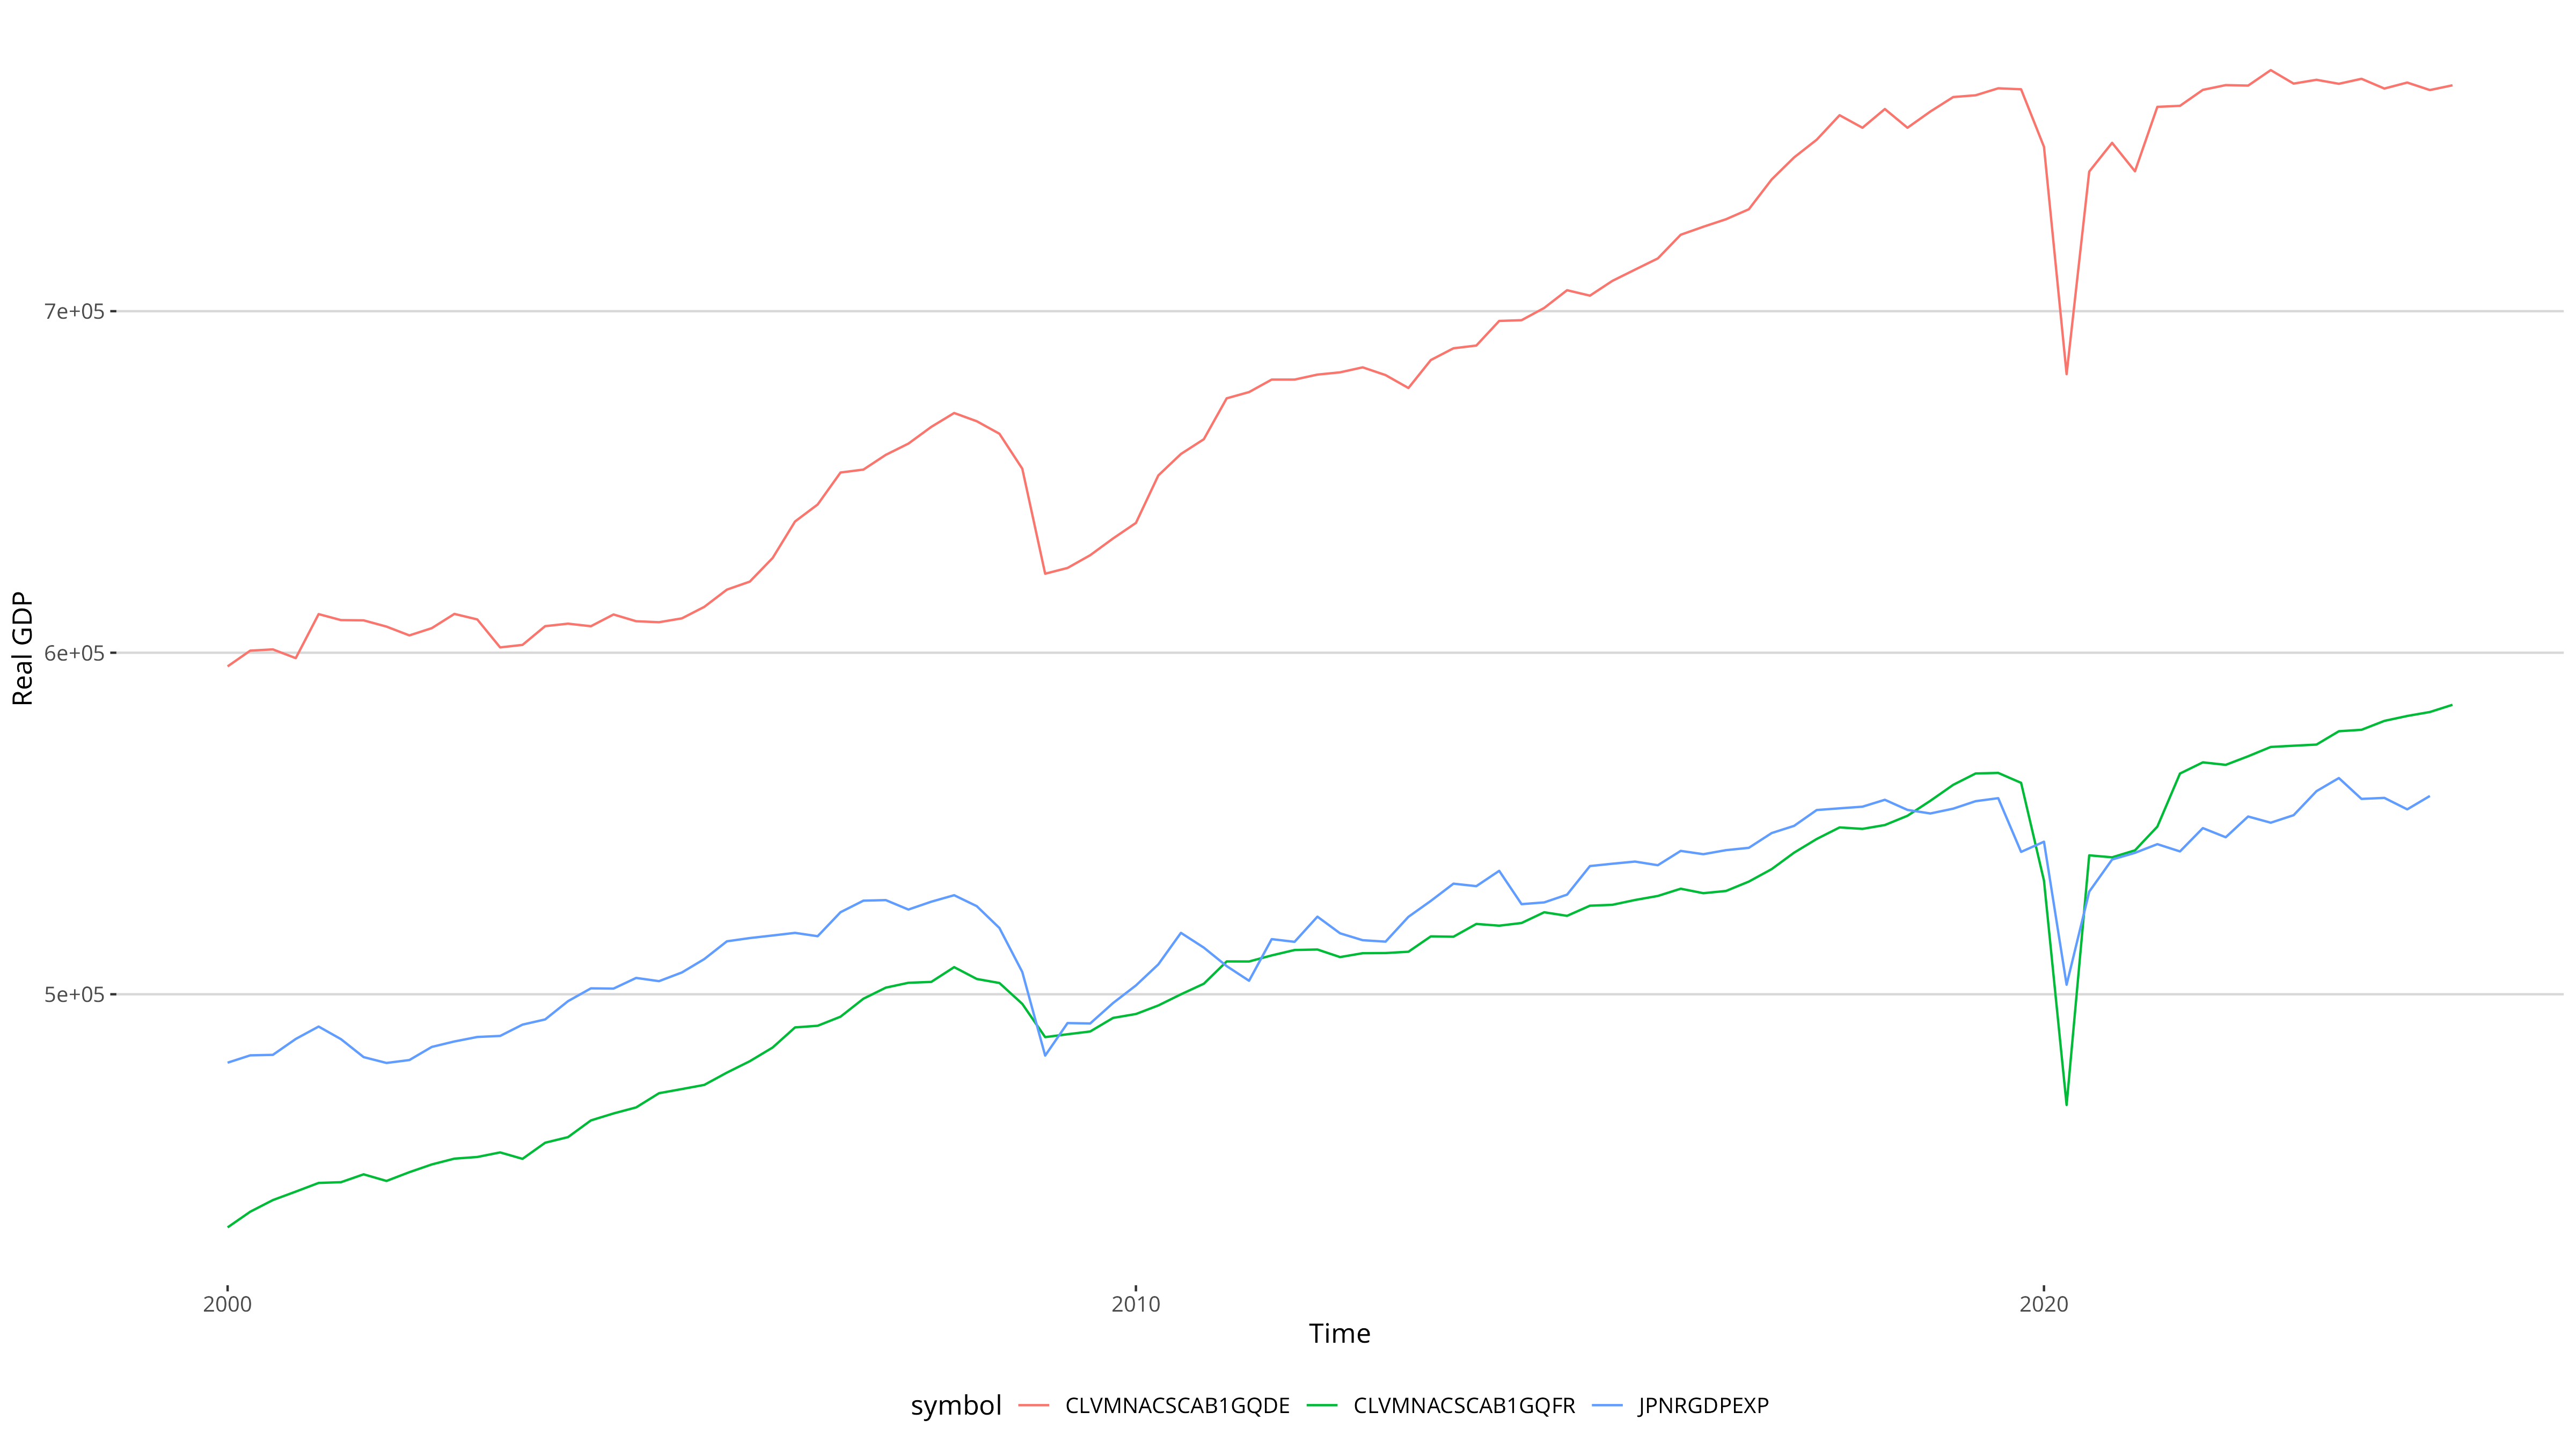 Real GDP
7e+05
6e+05
5e+05
2000 2010 2020
Time
symbol CLVMNACSCAB1GQDE CLVMNACSCAB1GQFR JPNRGDPEXP